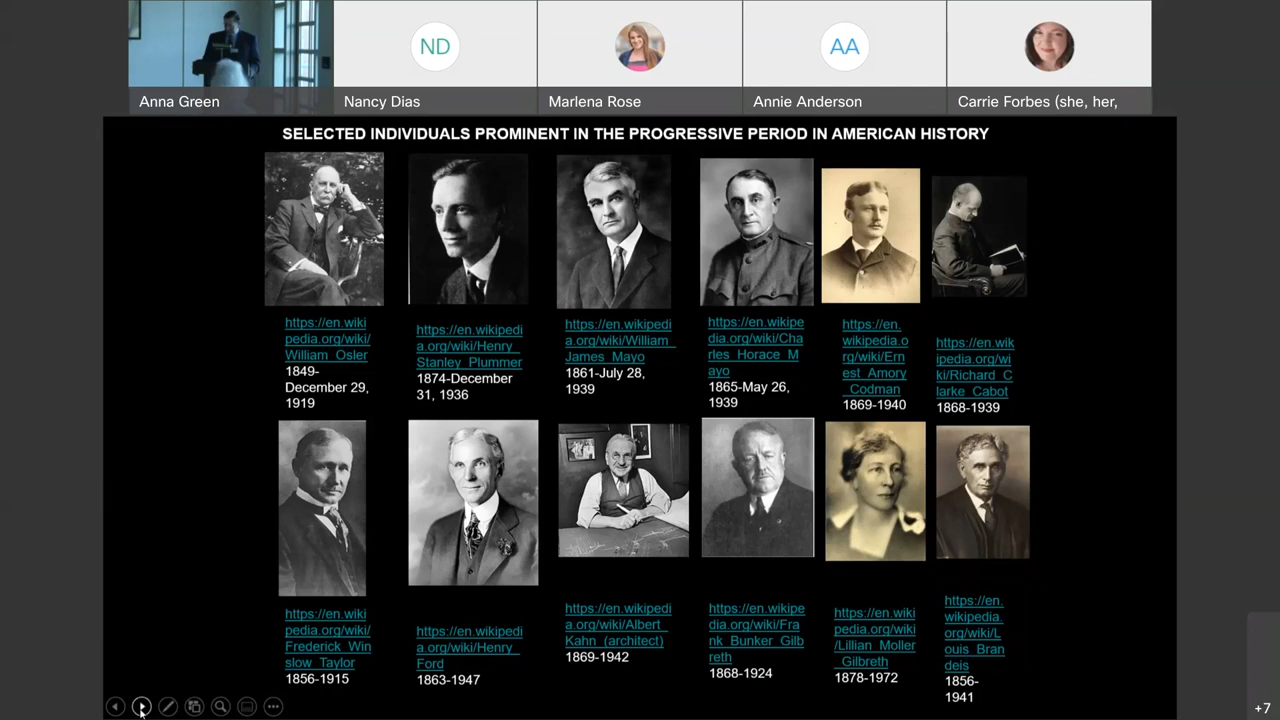 ND
AA
Anna Green
Nancy Dias
Marlena Rose
Annie Anderson
Carrie Forbes (she, her,
SELECTED INDIVIDUALS PROMINENT IN THE PROGRESSIVE PERIOD IN AMERICAN HISTORY
https://en.wiki
pedia.org/wiki/
William_Osler
1849-
December 29,
1919
https://en.wikipedi
a.org/wiki/Henry_
Stanley_Plummer
1874-December
31, 1936
https://en.wikipedi
a.org/wiki/William_
James_Mayo
1861-July 28,
1939
https://en.wikipe
dia.org/wiki/Cha
rles_Horace_M
ayo
1865-May 26,
1939
https://en.
wikipedia.o
rg/wiki/Ern
est_Amory
_Codman
1869-1940
https://en.wik
ipedia.org/wi
ki/Richard_C
larke_Cabot
1868-1939
https://en.wiki
pedia.org/wiki/
Frederick_Win
slow_Taylor
1856-1915
https://en.wikipedi
a.org/wiki/Henry_
Ford
1863-1947
https://en.wikipedi
a.org/wiki/Albert_
Kahn_(architect)
1869-1942
https://en.wikipe
dia.org/wiki/Fra
nk_Bunker_Gilb
reth
1868-1924
https://en.wiki
pedia.org/wiki
/Lillian_Moller
_Gilbreth
1878-1972
https://en.
wikipedia.
org/wiki/L
ouis_Bran
deis
1856-
1941
+7